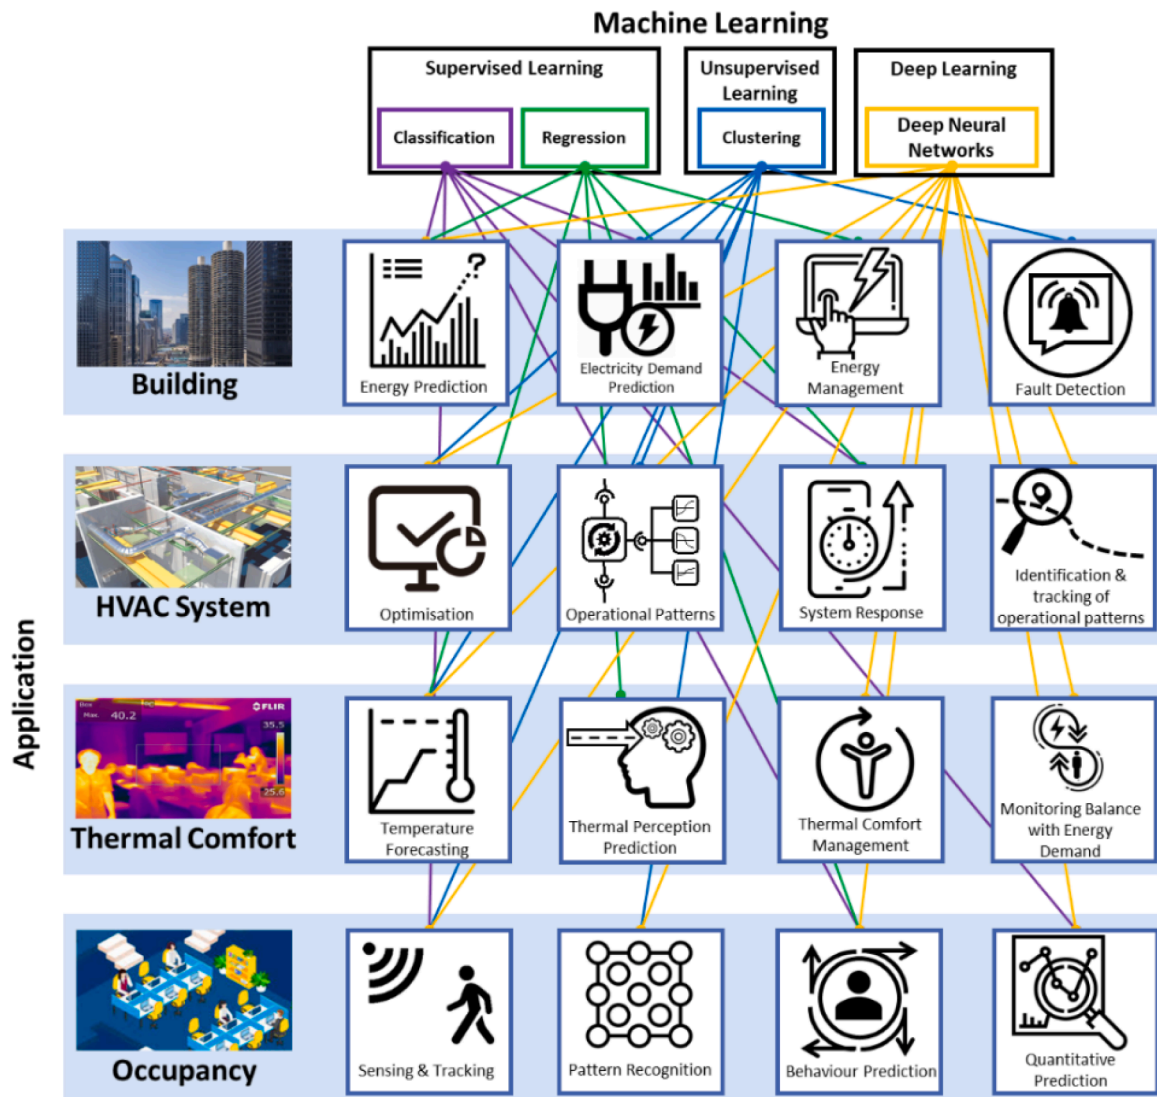 Machine Learning
Supervised Learning
Unsupervised
Learning
Deep Learning
Classification
Regression
Clustering
Deep Neural
Networks
Application
Building
Energy Prediction
Electricity Demand
Prediction
Energy
Management
Fault Detection
HVAC System
Optimisation
Operational Patterns
System Response
Identification &
tracking of
operational patterns
Max. 40.2
FLIR
35.5
25.6
Thermal Comfort
Temperature
Forecasting
Thermal Perception
Prediction
Thermal Comfort
Management
Monitoring Balance
with Energy
Demand
Occupancy
Sensing & Tracking
Pattern Recognition
Behaviour Prediction
Quantitative
Prediction